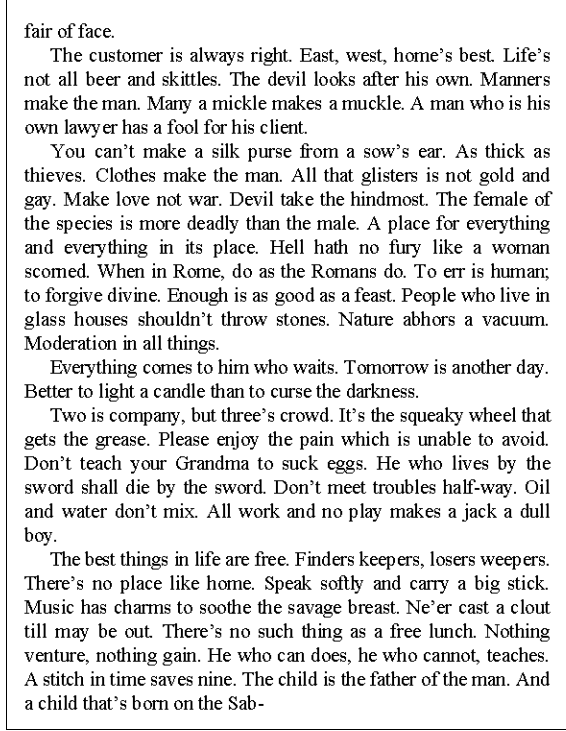 fair of face.
The customer is always right. East, west, home's best. Life's
not all beer and skittles. The devil looks after his own. Manners
make the man. Many a mickle makes a muckle. A man who is his
own lawyer has a fool for his client.
You can't make a silk purse from a sow's ear. As thick as
thieves. Clothes make the man. All that glisters is not gold and
gay. Make love not war. Devil take the hindmost. The female of
the species is more deadly than the male. A place for everything
and everything in its place. Hell hath no fury like a woman
scorned. When in Rome, do as the Romans do. To err is human;
to forgive divine. Enough is as good as a feast. People who live in
glass houses shouldn't throw stones. Nature abhors a vacuum.
Moderation in all things.
Everything comes to him who waits. Tomorrow is another day.
Better to light a candle than to curse the darkness.
Two is company, but three's crowd. It's the squeaky wheel that
gets the grease. Please enjoy the pain which is unable to avoid.
Don't teach your Grandma to suck eggs. He who lives by the
sword shall die by the sword. Don't meet troubles half-way. Oil
and water don't mix. All work and no play makes a jack a dull
boy.
The best things in life are free. Finders keepers, losers weepers.
There's no place like home. Speak softly and carry a big stick.
Music has charms to soothe the savage breast. Ne'er cast a clout
till may be out. There's no such thing as a free lunch. Nothing
venture, nothing gain. He who can does, he who cannot, teaches.
A stitch in time saves nine. The child is the father of the man. And
a child that's born on the Sab-